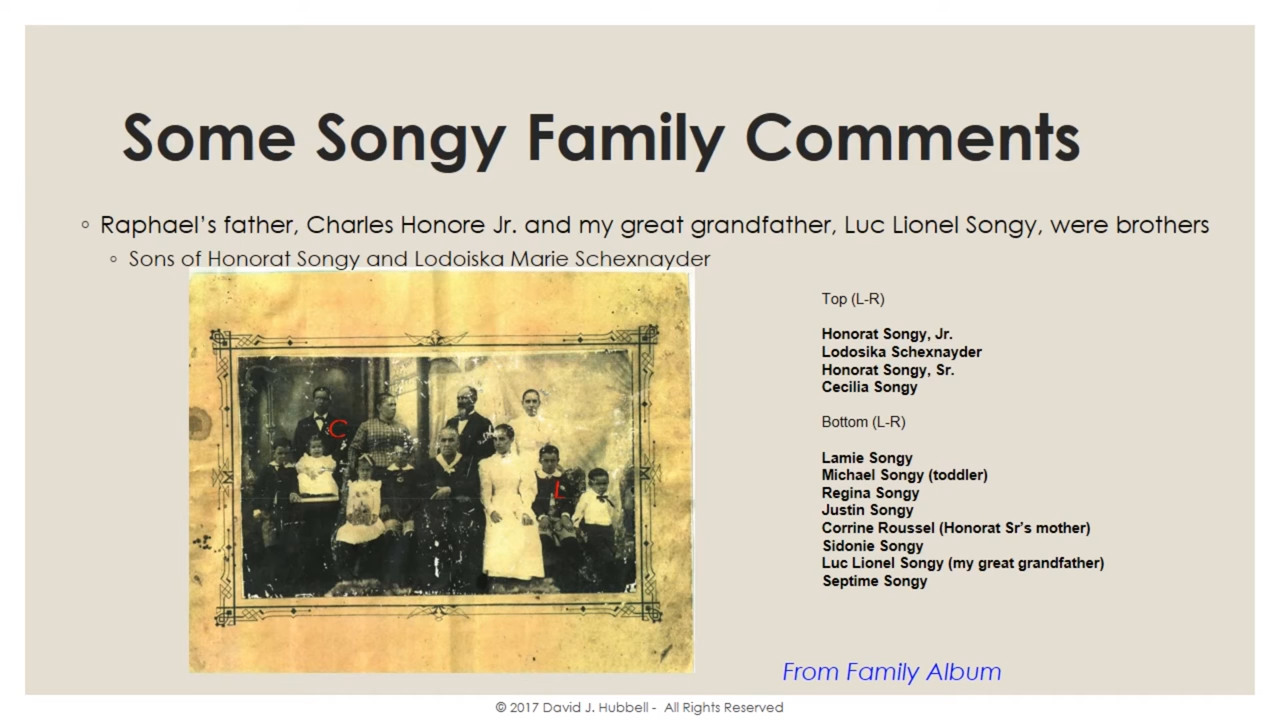 Some Songy Family Comments
◦ Raphael's father, Charles Honore Jr. and my great grandfather, Luc Lionel Songy, were brothers
◦ Sons of Honorat Songy and Lodoiska Marie Schexnayder
C
L
Top (L-R)
Honorat Songy, Jr.
Lodosika Schexnayder
Honorat Songy, Sr.
Cecilia Songy
Bottom (L-R)
Lamie Songy
Michael Songy (toddler)
Regina Songy
Justin Songy
Corrine Roussel (Honorat Sr's mother)
Sidonie Songy
Luc Lionel Songy (my great grandfather)
Septime Songy
From Family Album
© 2017 David J. Hubbell - All Rights Reserved